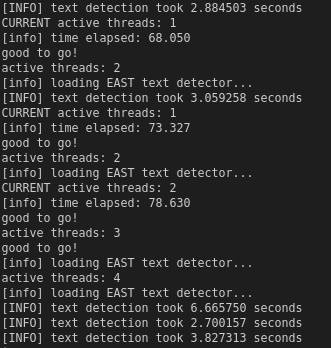 [INFO] text detection took 2.884503 seconds
CURRENT active threads: 1
[info] time elapsed: 68.050
good to go!
active threads: 2
[info] loading EAST text detector...
[INFO] text detection took 3.059258 seconds
CURRENT active threads: 1
[info] time elapsed: 73.327
good to go!
active threads: 2
[info] loading EAST text detector...
CURRENT active threads: 2
[info] time elapsed: 78.630
good to go!
active threads: 3
good to go!
[info] loading EAST text detector...
active threads: 4
[info] loading EAST text detector...
[INFO] text detection took 6.665750 seconds
[INFO] text detection took 2.700157 seconds
[INFO] text detection took 3.827313 seconds